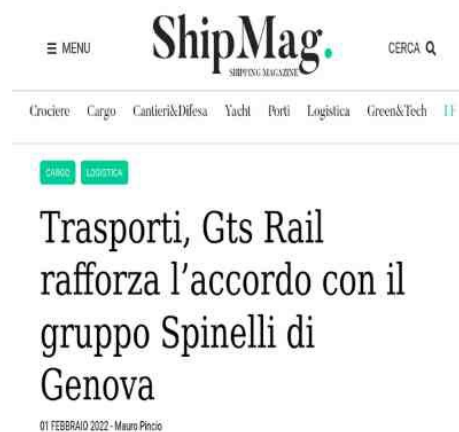 ≡ MENU
ShipMag.
SHIPPING MAGAZINE
CERCA
Crociere Cargo Cantieri&Difesa Yacht Porti Logistica Green&Tech
CARGO LOGISTICA
Trasporti, Gts Rail
rafforza l’accordo con il
gruppo Spinelli di
Genova
01 FEBBRAIO 2022 - Mauro Pincio